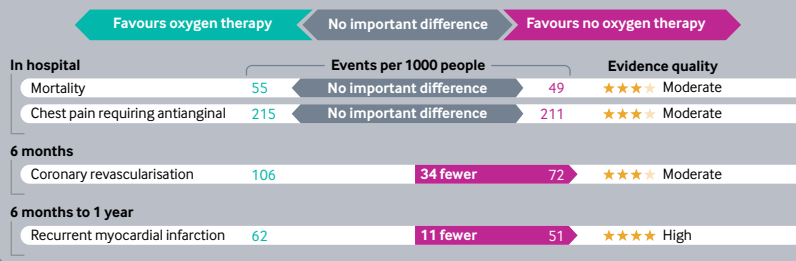 Favours oxygen therapy No important difference Favours no oxygen therapy
In hospital Events per 1000 people Evidence quality
Mortality 55 No important difference 49 Moderate
Chest pain requiring antianginal 215 No important difference 211 Moderate
6 months
Coronary revascularisation 106 34 fewer 72 Moderate
6 months to 1 year
Recurrent myocardial infarction 62 11 fewer 51 High